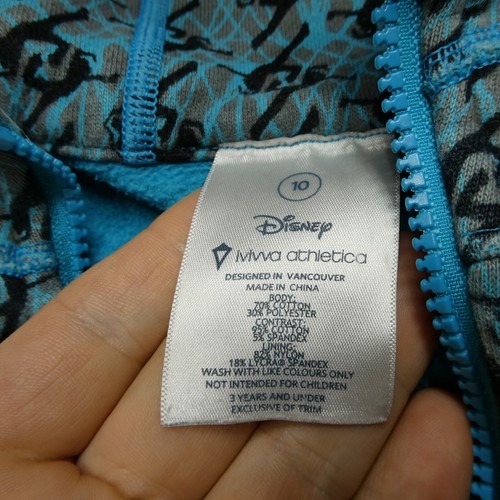 10
Disney
ivivva athletica
DESIGNED IN VANCOUVER
MADE IN CHINA
BODY:
70% COTTON
30% POLYESTER
CONTRAST:
95% COTTON
5% SPANDEX
LINING:
82% NYLON
18% LYCRA® SPANDEX
WASH WITH LIKE COLOURS ONLY
NOT INTENDED FOR CHILDREN
3 YEARS AND UNDER
EXCLUSIVE OF TRIM